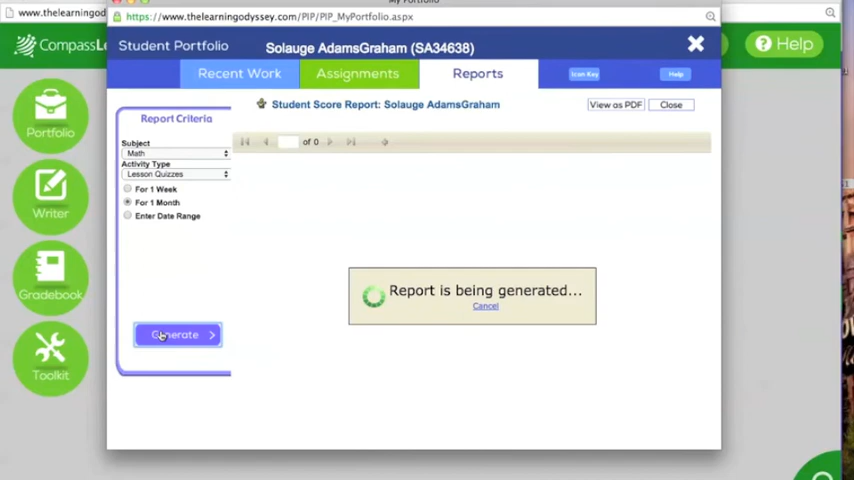 My Portfolio
www.thelearningodyssey.com
https://www.thelearningodyssey.com/PIP/PIP_MyPortfolio.aspx
CompassLe
Student Portfolio
Solauge AdamsGraham (SA34638)
Help
Recent Work
Assignments
Reports
Icon Key
Help
Report Criteria
Student Score Report: Solauge AdamsGraham
View as PDF
Close
Subject
Math
of 0
Activity Type
Lesson Quizzes
For 1 Week
For 1 Month
Enter Date Range
Report is being generated...
Cancel
Generate
Portfolio
Writer
Gradebook
Toolkit